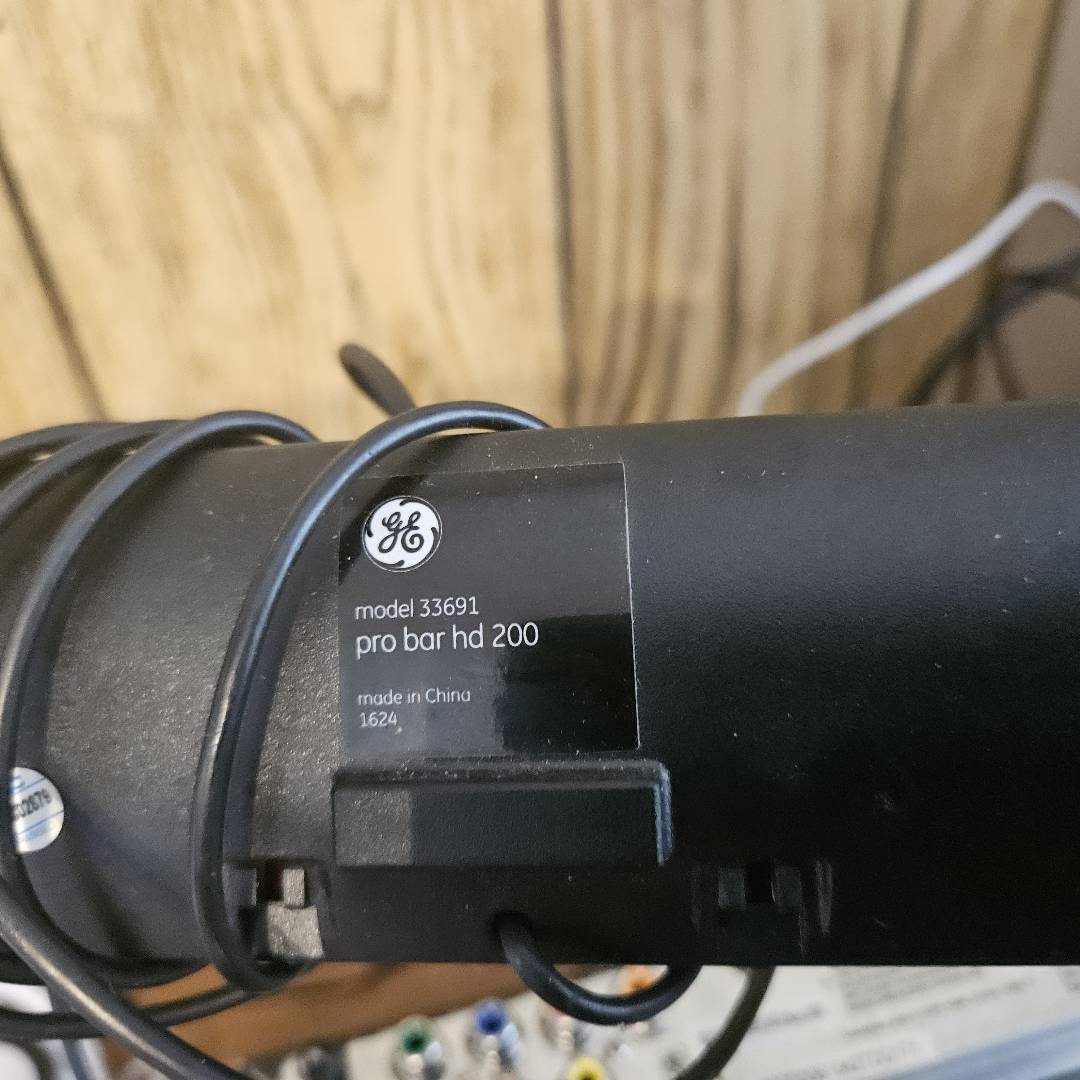 GE
model 33691
pro bar hd 200
made in China
1624